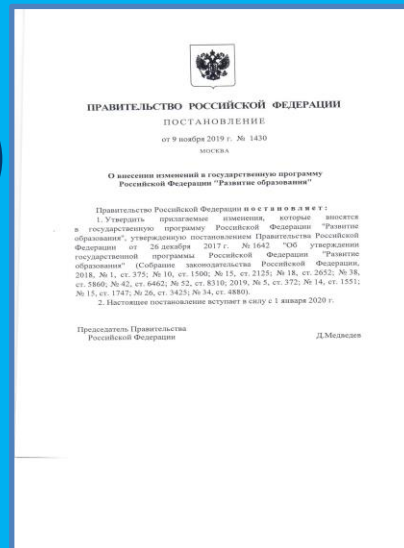 ПРАВИТЕЛЬСТВО РОССИЙСКОЙ ФЕДЕРАЦИИ
ПОСТАНОВЛЕНИЕ
от 9 ноября 2019 г. № 1430
МОСКВА
О внесении изменений в государственную программу
Российской Федерации "Развитие образования"
Правительство Российской Федерации постановляет:
1. Утвердить прилагаемые изменения, которые вносятся
в государственную программу Российской Федерации "Развитие
образования", утвержденную постановлением Правительства Российской
Федерации от 26 декабря 2017 г. № 1642 "Об утверждении
государственной программы Российской Федерации "Развитие
образования" (Собрание законодательства Российской Федерации,
2018, № 1, ст. 375; № 10, ст. 1500; № 15, ст. 2125; № 18, ст. 2652; № 38,
ст. 5860; № 42, ст. 6462; № 52, ст. 8310; 2019, № 5, ст. 372; № 14, ст. 1551;
№ 15, ст. 1747; № 26, ст. 3425; № 34, ст. 4880).
2. Настоящее постановление вступает в силу с 1 января 2020 г.
Председатель Правительства
Российской Федерации Д.Медведев